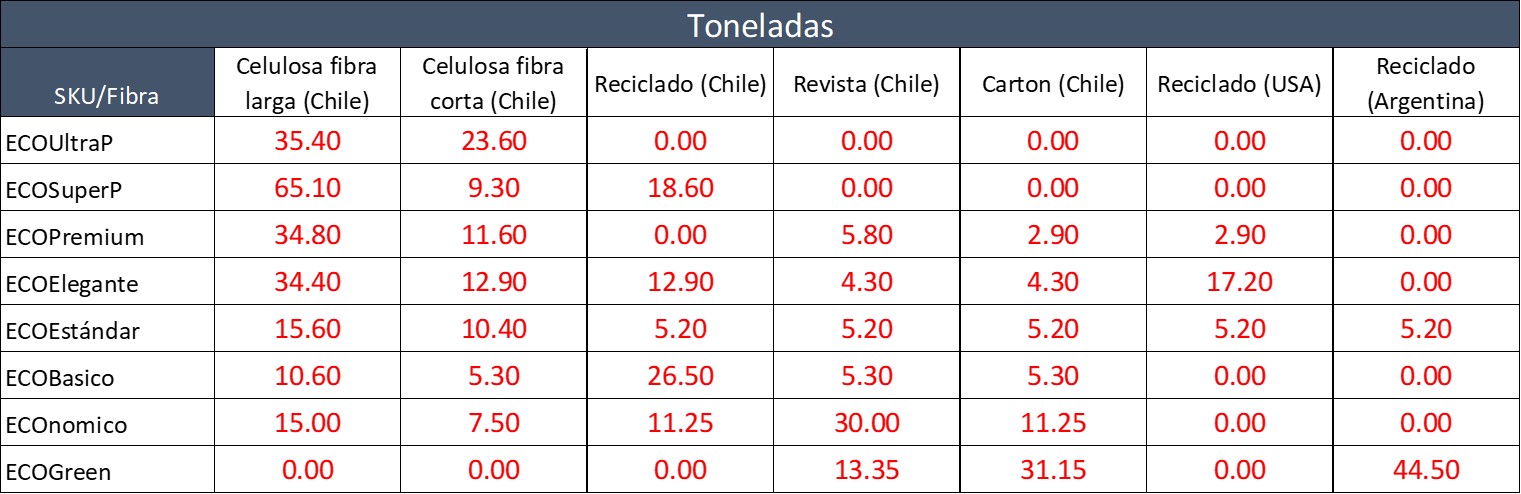 Toneladas
SKU/Fibra Celulosa fibra larga (Chile) Celulosa fibra corta (Chile) Reciclado (Chile) Revista (Chile) Carton (Chile) Reciclado (USA) Reciclado (Argentina)
ECOUltraP 35.40 23.60 0.00 0.00 0.00 0.00 0.00
ECOSuperP 65.10 9.30 18.60 0.00 0.00 0.00 0.00
ECOPremium 34.80 11.60 0.00 5.80 2.90 2.90 0.00
ECOElegante 34.40 12.90 12.90 4.30 4.30 17.20 0.00
ECOEstándar 15.60 10.40 5.20 5.20 5.20 5.20 5.20
ECOBasico 10.60 5.30 26.50 5.30 5.30 0.00 0.00
ECOnomico 15.00 7.50 11.25 30.00 11.25 0.00 0.00
ECOGreen 0.00 0.00 0.00 13.35 31.15 0.00 44.50